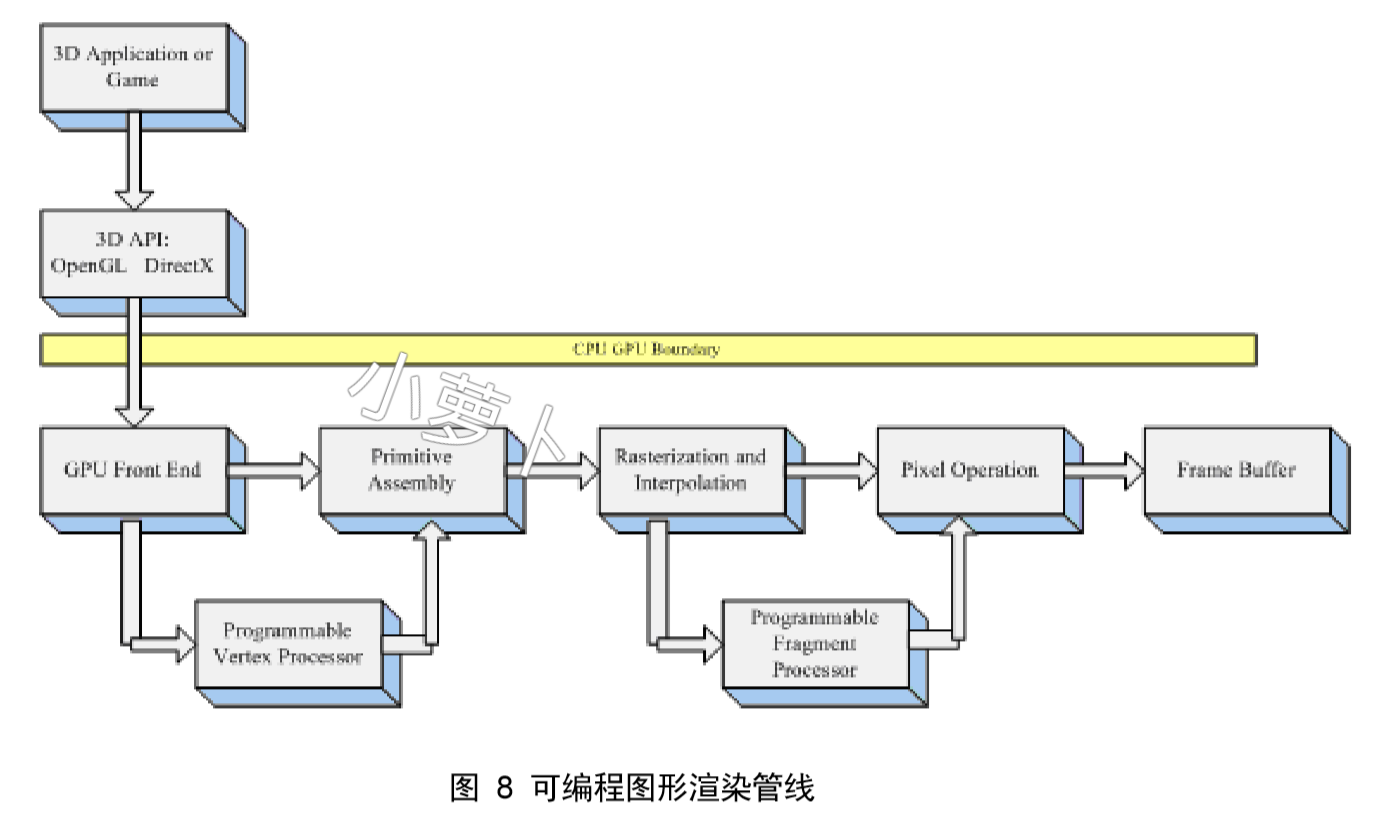 3D Application or
Game
3D API:
OpenGL DirectX
CPU GPU Boundary
小萝卜
GPU Front End
Primitive
Assembly
Rasterization and
Interpolation
Pixel Operation
Frame Buffer
Programmable
Vertex Processor
Programmable
Fragment
Processor
图 8 可编程图形渲染管线